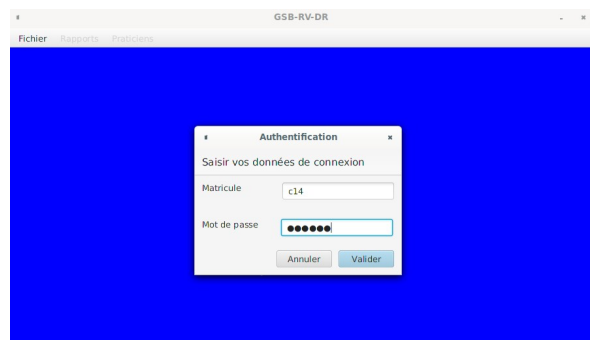 GSB-RV-DR
Fichier Rapports Praticiens
Authentification
Saisir vos données de connexion
Matricule c14
Mot de passe ●●●●●●
Annuler Valider